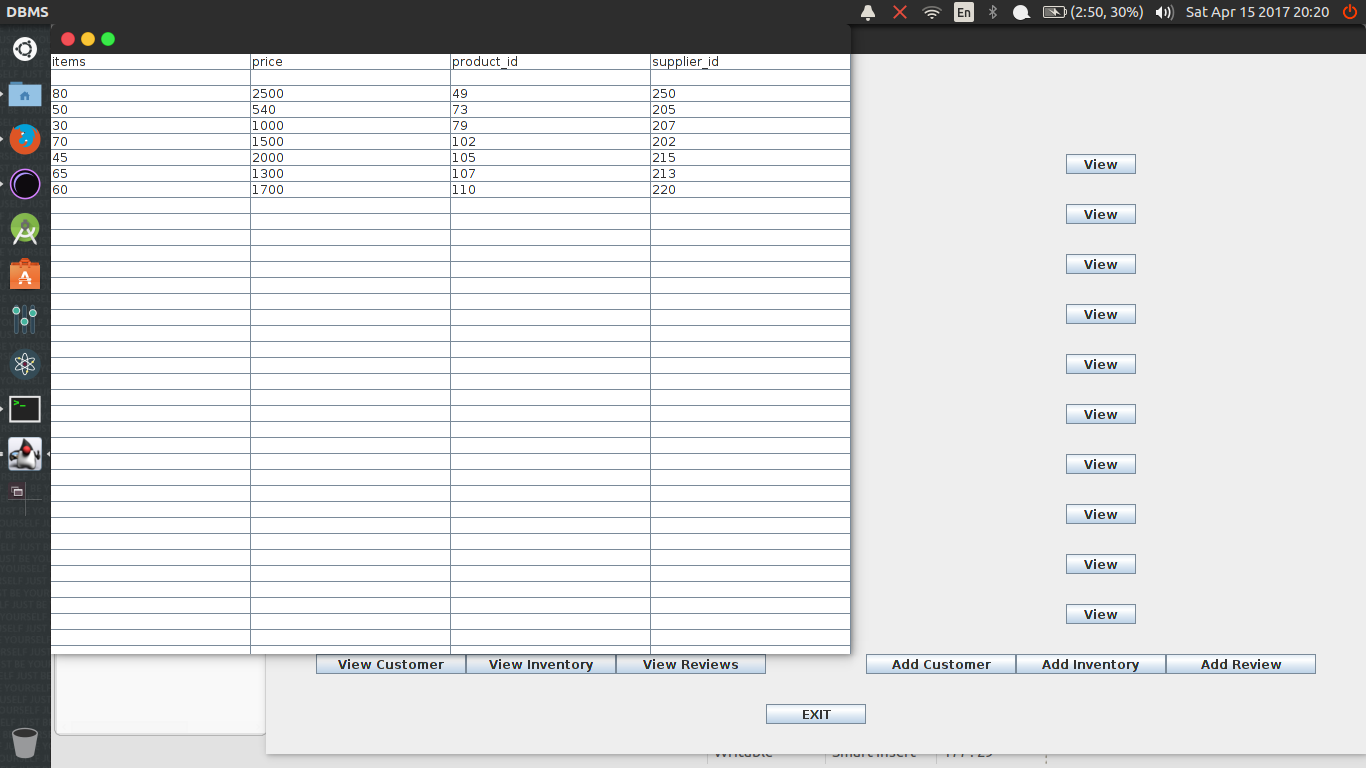 DBMS
En
(2:50, 30%)
Sat Apr 15 2017 20:20
items price product_id supplier_id
80 2500 49 250
50 540 73 205
30 1000 79 207
70 1500 102 202
45 2000 105 215
65 1300 107 213
60 1700 110 220
View
View
View
View
View
View
View
View
View
View
View Customer View Inventory View Reviews Add Customer Add Inventory Add Review
EXIT
Writable Smart Insert